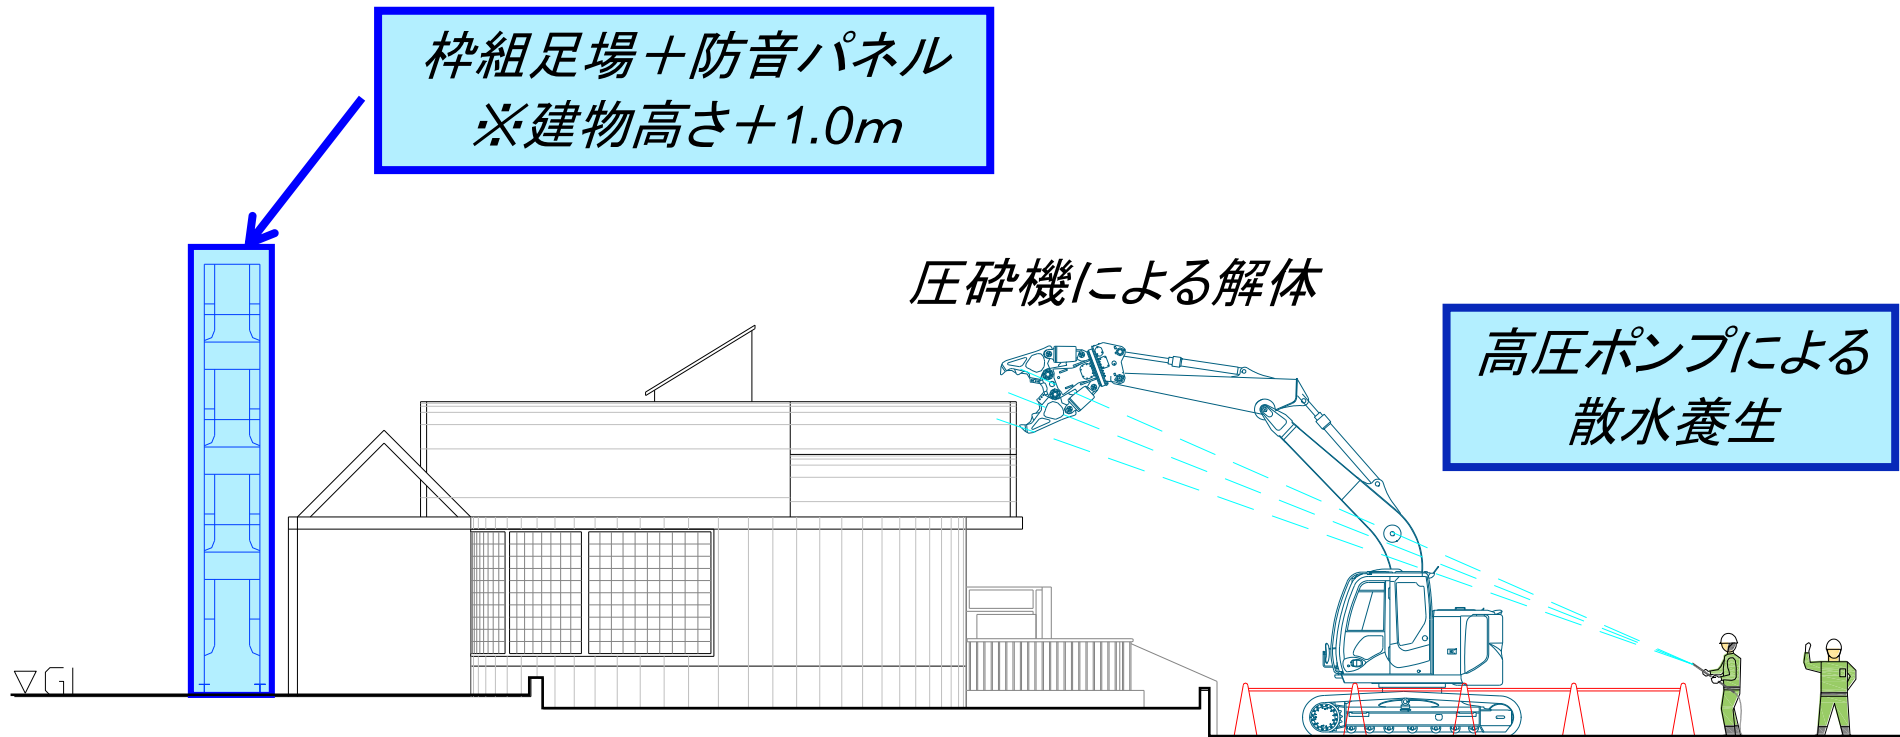 枠組足場＋防音パネル
※建物高さ＋1.0m
圧砕機による解体
高圧ポンプによる
散水養生
▽GL